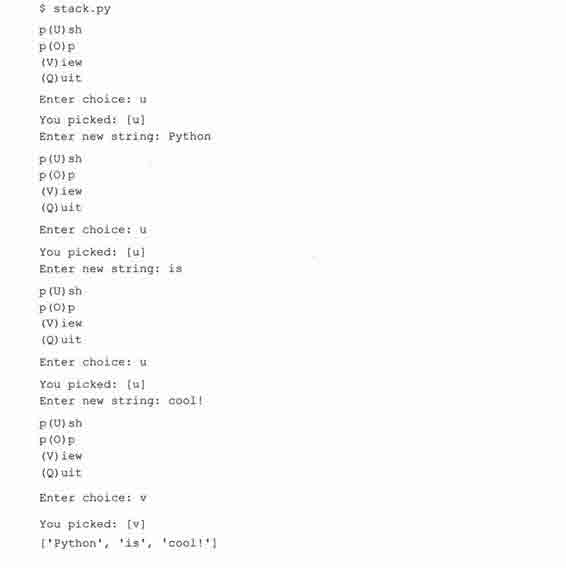 $ stack.py
p(U)sh
p(O)p
(V)iew
(Q)uit
Enter choice: u
You picked: [u]
Enter new string: Python
p(U)sh
p(O)p
(V)iew
(Q)uit
Enter choice: u
You picked: [u]
Enter new string: is
p(U)sh
p(O)p
(V)iew
(Q)uit
Enter choice: u
You picked: [u]
Enter new string: cool!
p(U)sh
p(O)p
(V)iew
(Q)uit
Enter choice: v
You picked: [v]
['Python', 'is', 'cool!']